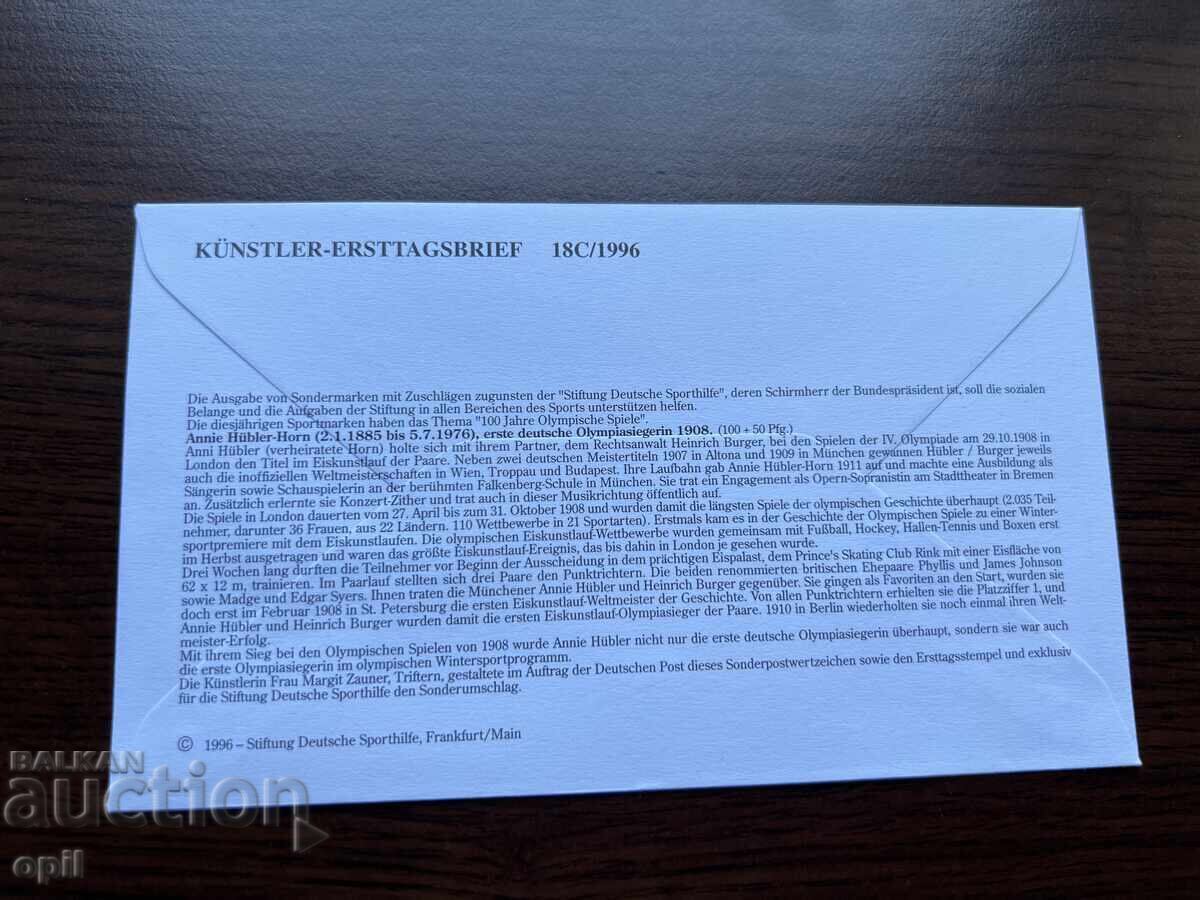 KÜNSTLER-ERSTTAGSBRIEF 18C/1996
Die Ausgabe von Sondermarken mit Zuschlägen zugunsten der "Stiftung Deutsche Sporthilfe", deren Schirmherr der Bundespräsident ist, soll die sozialen
Belange und die Aufgaben der Stiftung in allen Bereichen des Sports unterstützen helfen.
Die diesjährigen Sportmarken haben das Thema "100 Jahre Olympische Spiele".
Annie Hübler-Horn (2.1.1885 bis 5.7.1976), erste deutsche Olympiasiegerin 1908. (100 + 50 Pfg.)
Anni Hübler (verheiratete Horn) holte sich mit ihrem Partner, dem Rechtsanwalt Heinrich Burger, bei den Spielen der IV. Olympiade am 29.10.1908 in
London den Titel im Eiskunstlauf der Paare. Neben zwei deutschen Meistertiteln 1907 in Altona und 1909 in München gewannen Hübler / Burger jeweils
auch die inoffiziellen Weltmeisterschaften in Wien, Troppau und Budapest. Ihre Laufbahn gab Annie Hübler-Horn 1911 auf und machte eine Ausbildung als
Sängerin sowie Schauspielerin an der berühmten Falkenberg-Schule in München. Sie trat ein Engagement als Opern-Sopranistin am Stadttheater in Bremen
an. Zusätzlich erlernte sie Konzert-Zither und trat auch in dieser Musikrichtung öffentlich auf.
Die Spiele in London dauerten vom 27. April bis zum 31. Oktober 1908 und wurden damit die längsten Spiele der olympischen Geschichte überhaupt (2.035 Teil-
nehmer, darunter 36 Frauen, aus 22 Ländern. 110 Wettbewerbe in 21 Sportarten). Erstmals kam es in der Geschichte der Olympischen Spiele zu einer Winter-
sportpremiere mit dem Eiskunstlaufen. Die olympischen Eiskunstlauf-Wettbewerbe wurden gemeinsam mit Fußball, Hockey, Hallen-Tennis und Boxen erst
im Herbst ausgetragen und waren das größte Eiskunstlauf-Ereignis, das bis dahin in London je gesehen wurde.
Drei Wochen lang durften die Teilnehmer vor Beginn der Ausscheidung in dem prächtigen Eispalast, dem Prince's Skating Club Rink mit einer Eisfläche von
62 x 12 m, trainieren. Im Paarlauf stellten sich drei Paare den Punktrichtern. Die beiden renommierten britischen Ehepaare Phyllis und James Johnson
sowie Madge und Edgar Syers. Ihnen traten die Münchener Annie Hübler und Heinrich Burger gegenüber. Sie gingen als Favoriten an den Start, wurden sie
doch erst im Februar 1908 in St. Petersburg die ersten Eiskunstlauf-Weltmeister der Geschichte. Von allen Punktrichtern erhielten sie die Platzziffer 1, und
Annie Hübler und Heinrich Burger wurden damit die ersten Eiskunstlauf-Olympiasieger der Paare. 1910 in Berlin wiederholten sie noch einmal ihren Welt-
meister-Erfolg.
Mit ihrem Sieg bei den Olympischen Spielen von 1908 wurde Annie Hübler nicht nur die erste deutsche Olympiasiegerin überhaupt, sondern sie war auch
die erste Olympiasiegerin im olympischen Wintersportprogramm.
Die Künstlerin Frau Margit Zauner, Triftern, gestaltete im Auftrag der Deutschen Post dieses Sonderpostwertzeichen sowie den Ersttagsstempel und exklusiv
für die Stiftung Deutsche Sporthilfe den Sonderumschlag.
© 1996 – Stiftung Deutsche Sporthilfe, Frankfurt/Main
BALKAN
auction
opil